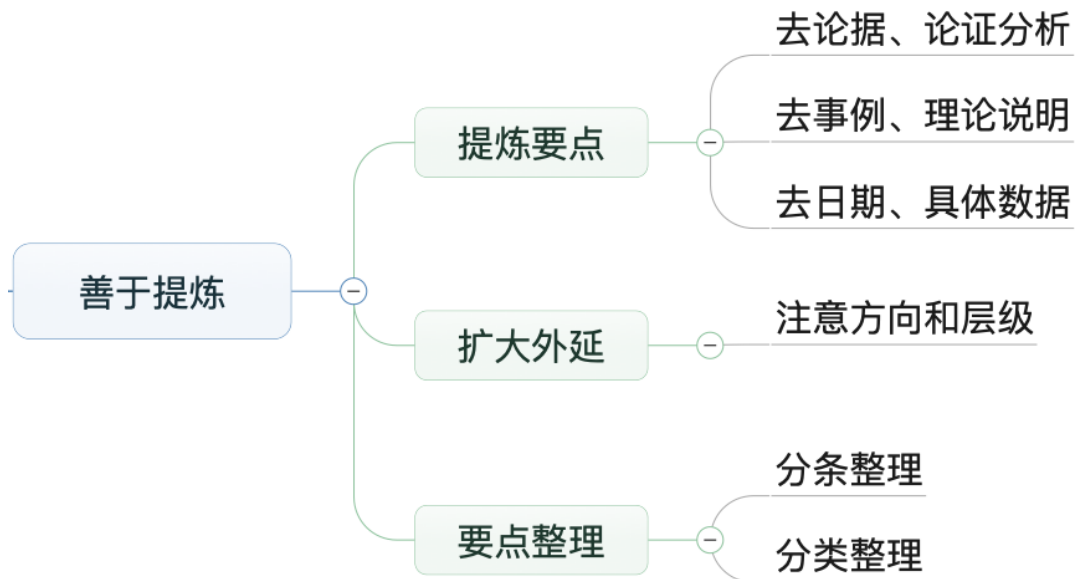 善于提炼
提炼要点
去论据、论证分析
去事例、理论说明
去日期、具体数据
扩大外延
注意方向和层级
要点整理
分条整理
分类整理